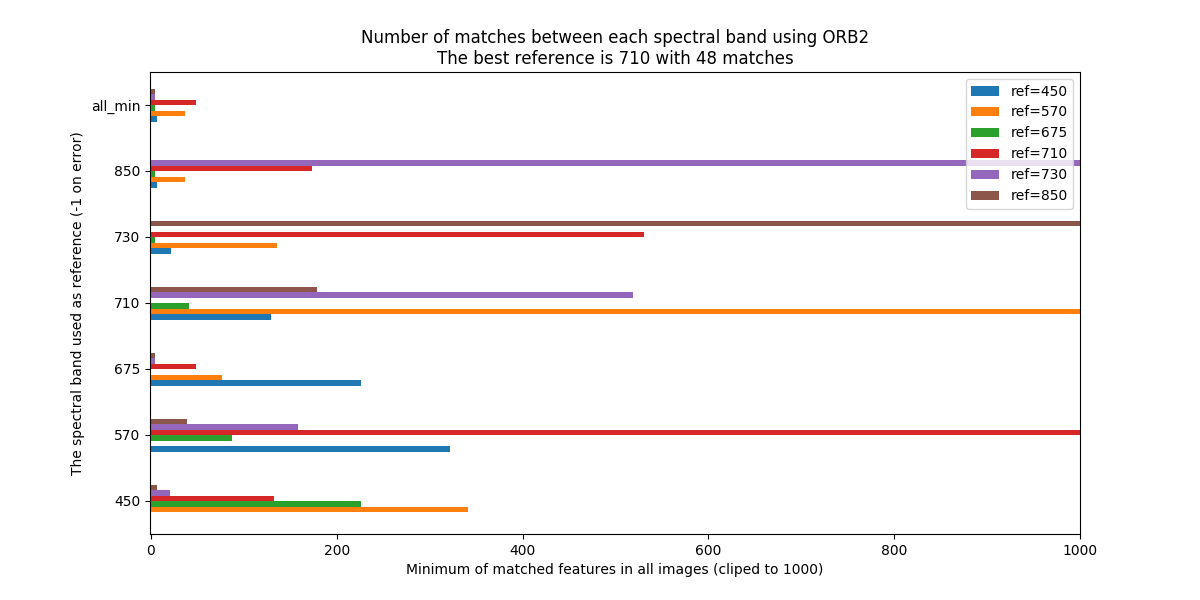 Number of matches between each spectral band using ORB2
The best reference is 710 with 48 matches
The spectral band used as reference (-1 on error)
all_min
850
730
710
675
570
450
ref=450
ref=570
ref=675
ref=710
ref=730
ref=850
0 200 400 600 800 1000
Minimum of matched features in all images (cliped to 1000)